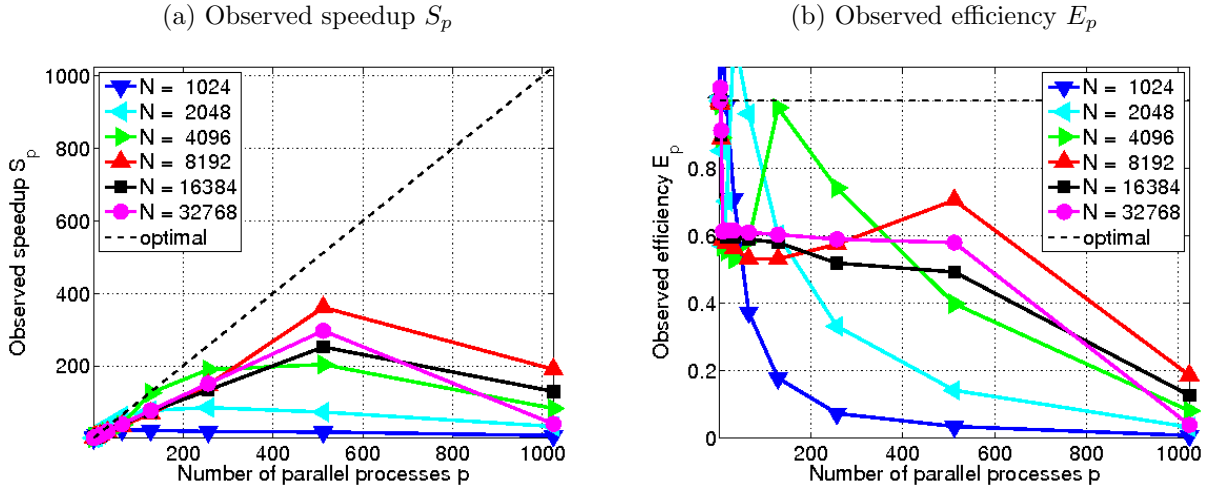 (a) Observed speedup S_p
1000
800
600
400
200
0
Observed speedup S_p
N = 1024
N = 2048
N = 4096
N = 8192
N = 16384
N = 32768
optimal
200 400 600 800 1000
Number of parallel processes p
(b) Observed efficiency E_p
0.8
0.6
0.4
0.2
0
Observed efficiency E_p
N = 1024
N = 2048
N = 4096
N = 8192
N = 16384
N = 32768
optimal
200 400 600 800 1000
Number of parallel processes p